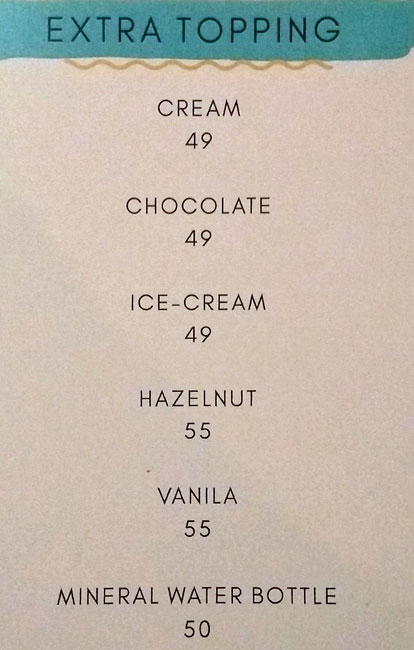 EXTRA TOPPING
CREAM
49
CHOCOLATE
49
ICE-CREAM
49
HAZELNUT
55
VANILA
55
MINERAL WATER BOTTLE
50